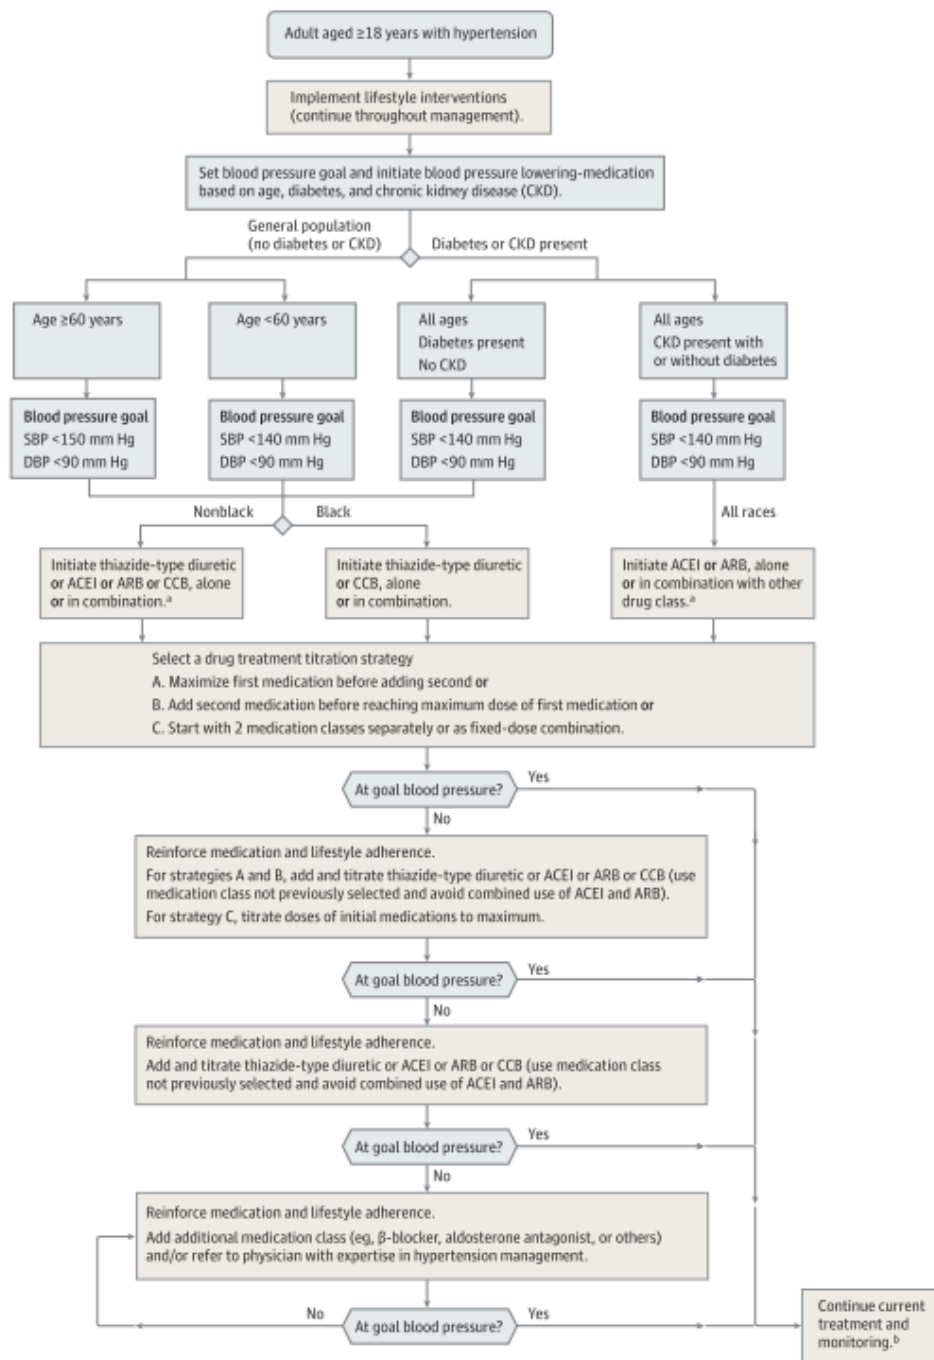 Adult aged ≥18 years with hypertension
Implement lifestyle interventions
(continue throughout management).
Set blood pressure goal and initiate blood pressure lowering-medication
based on age, diabetes, and chronic kidney disease (CKD).
General population
(no diabetes or CKD)
Diabetes or CKD present
Age ≥60 years
Age <60 years
All ages
Diabetes present
No CKD
All ages
CKD present with
or without diabetes
Blood pressure goal
SBP <150 mm Hg
DBP <90 mm Hg
Blood pressure goal
SBP <140 mm Hg
DBP <90 mm Hg
Blood pressure goal
SBP <140 mm Hg
DBP <90 mm Hg
Blood pressure goal
SBP <140 mm Hg
DBP <90 mm Hg
Nonblack
Black
All races
Initiate thiazide-type diuretic
or ACEI or ARB or CCB, alone
or in combination.ª
Initiate thiazide-type diuretic
or CCB, alone
or in combination.
Initiate ACEI or ARB, alone
or in combination with other
drug class.ª
Select a drug treatment titration strategy
A. Maximize first medication before adding second or
B. Add second medication before reaching maximum dose of first medication or
C. Start with 2 medication classes separately or as fixed-dose combination.
At goal blood pressure?
Yes
No
Reinforce medication and lifestyle adherence.
For strategies A and B, add and titrate thiazide-type diuretic or ACEI or ARB or CCB (use
medication class not previously selected and avoid combined use of ACEI and ARB).
For strategy C, titrate doses of initial medications to maximum.
At goal blood pressure?
Yes
No
Reinforce medication and lifestyle adherence.
Add and titrate thiazide-type diuretic or ACEI or ARB or CCB (use medication class
not previously selected and avoid combined use of ACEI and ARB).
At goal blood pressure?
Yes
No
Reinforce medication and lifestyle adherence.
Add additional medication class (eg, β-blocker, aldosterone antagonist, or others)
and/or refer to physician with expertise in hypertension management.
No
At goal blood pressure?
Yes
Continue current
treatment and
monitoring.ᵇ